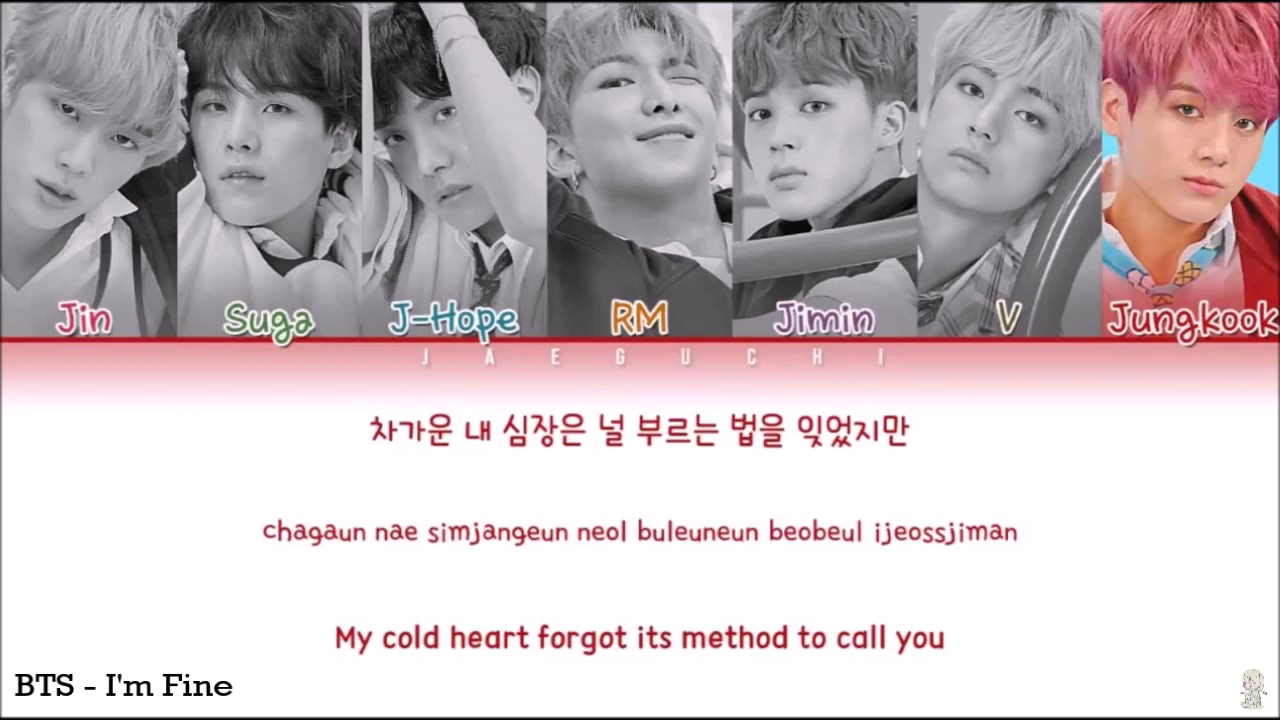 Jin Suga J-Hope RM Jimin V Jungkook
JAEGUCHI
차가운 내 심장은 널 부르는 법을 잊었지만
chagaun nae simjangeun neol buleuneun beobeul ijeossjiman
My cold heart forgot its method to call you
BTS - I'm Fine